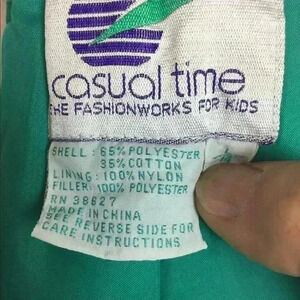 casual time
THE FASHIONWORKS FOR KIDS
SHELL: 65% POLYESTER
35% COTTON
LINING: 100% NYLON
FILLER: 100% POLYESTER
RN 38627
MADE IN CHINA
SEE REVERSE SIDE FOR
CARE INSTRUCTIONS